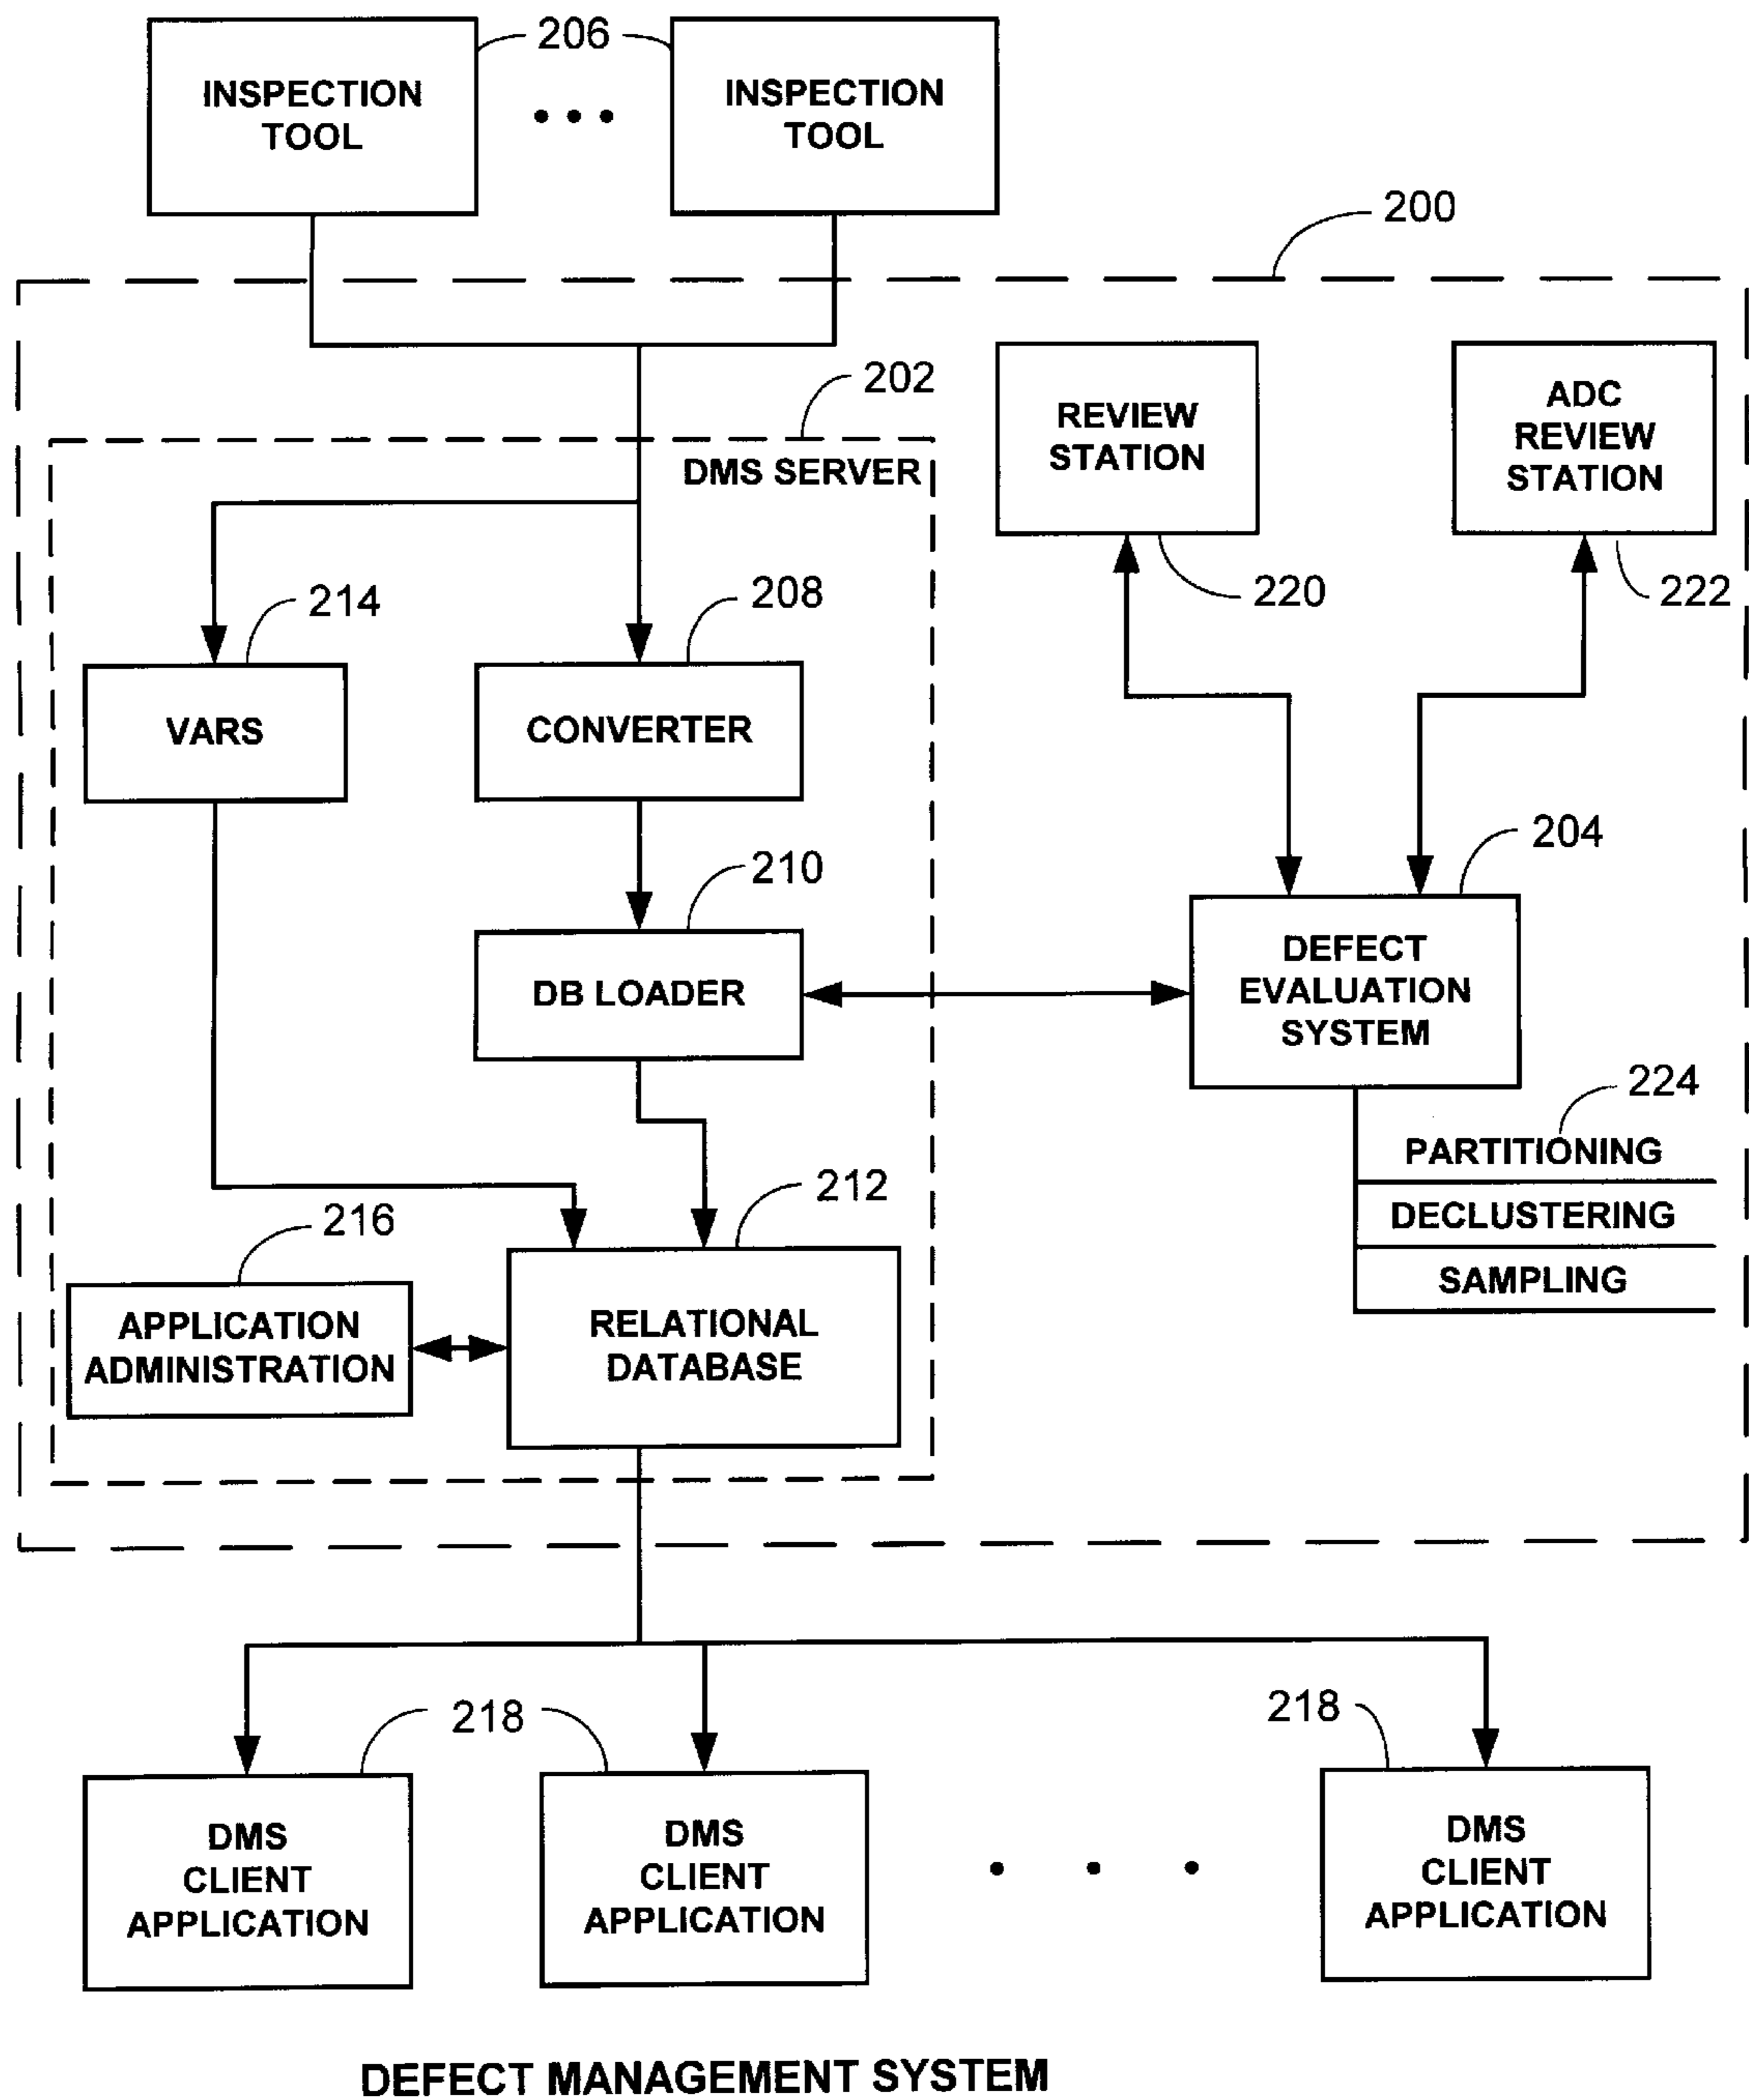 206
INSPECTION
TOOL
INSPECTION
TOOL
200
202
DMS SERVER
REVIEW
STATION
ADC
REVIEW
STATION
220
222
214
208
VARS
CONVERTER
210
204
DB LOADER
DEFECT
EVALUATION
SYSTEM
224
PARTITIONING
DECLUSTERING
SAMPLING
212
216
APPLICATION
ADMINISTRATION
RELATIONAL
DATABASE
218
218
DMS
CLIENT
APPLICATION
DMS
CLIENT
APPLICATION
DMS
CLIENT
APPLICATION
DEFECT MANAGEMENT SYSTEM